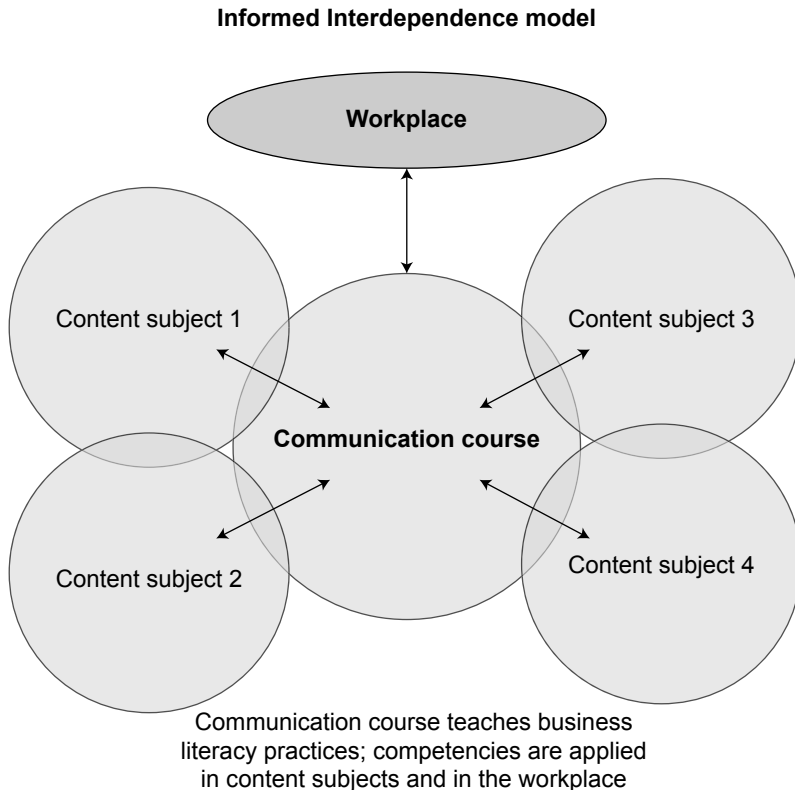 Informed Interdependence model
Workplace
Content subject 1
Content subject 3
Communication course
Content subject 2
Content subject 4
Communication course teaches business
literacy practices; competencies are applied
in content subjects and in the workplace